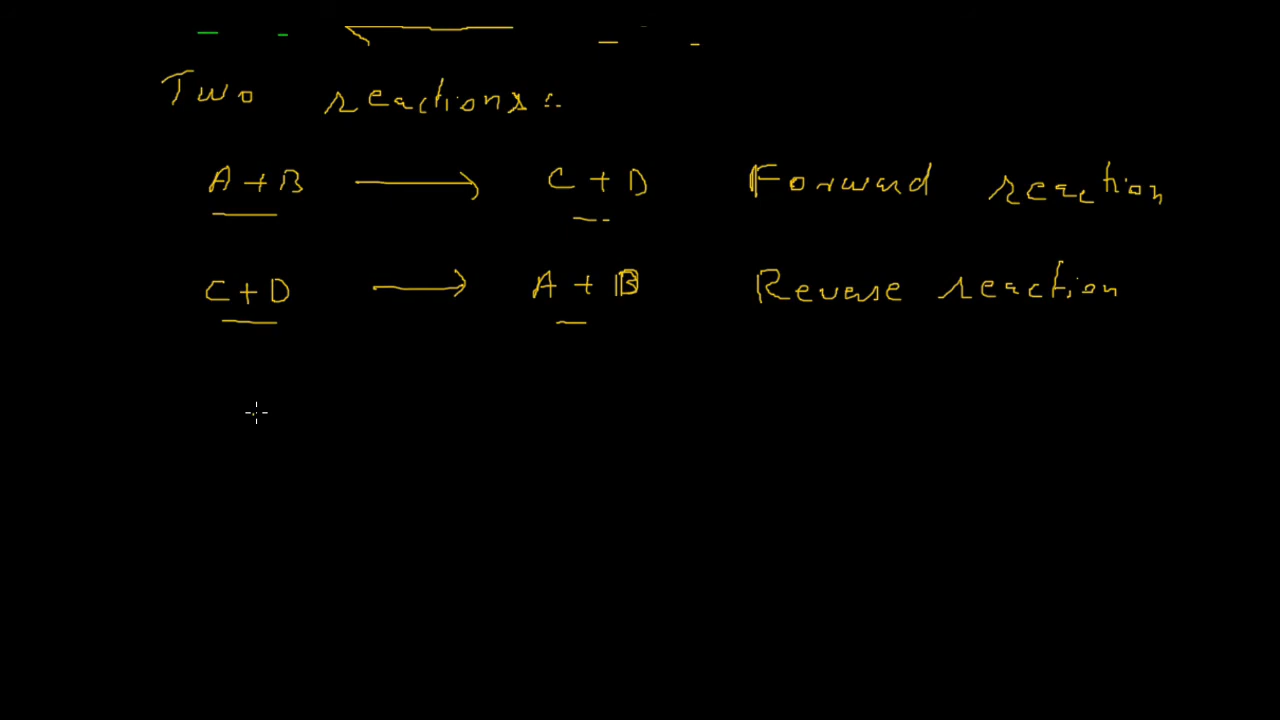 Two reactions:
A + B → C + D Forward reaction
C + D → A + B Reverse reaction